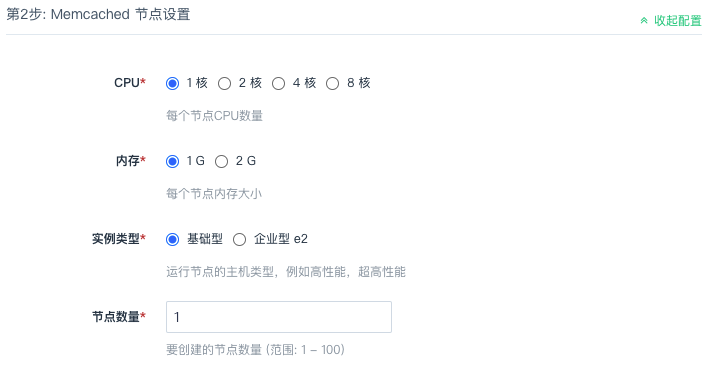 第2步: Memcached 节点设置
收起配置
CPU* 1 核 2 核 4 核 8 核
每个节点CPU数量
内存* 1 G 2 G
每个节点内存大小
实例类型* 基础型 企业型 e2
运行节点的主机类型，例如高性能，超高性能
节点数量* 1
要创建的节点数量 (范围: 1 – 100)